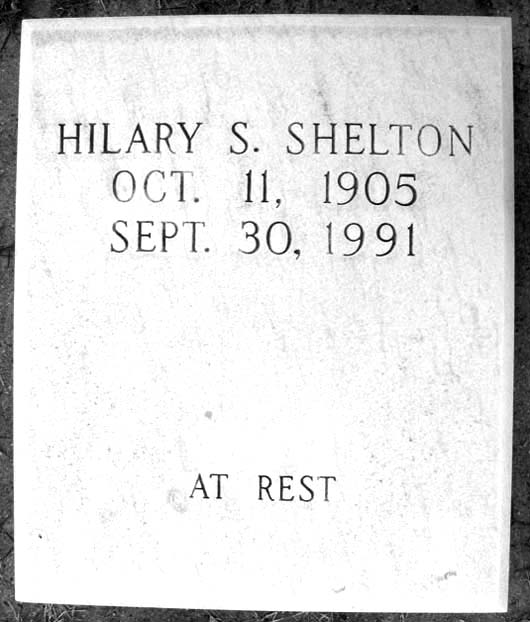 HILARY S. SHELTON
OCT. 11, 1905
SEPT. 30, 1991
AT REST